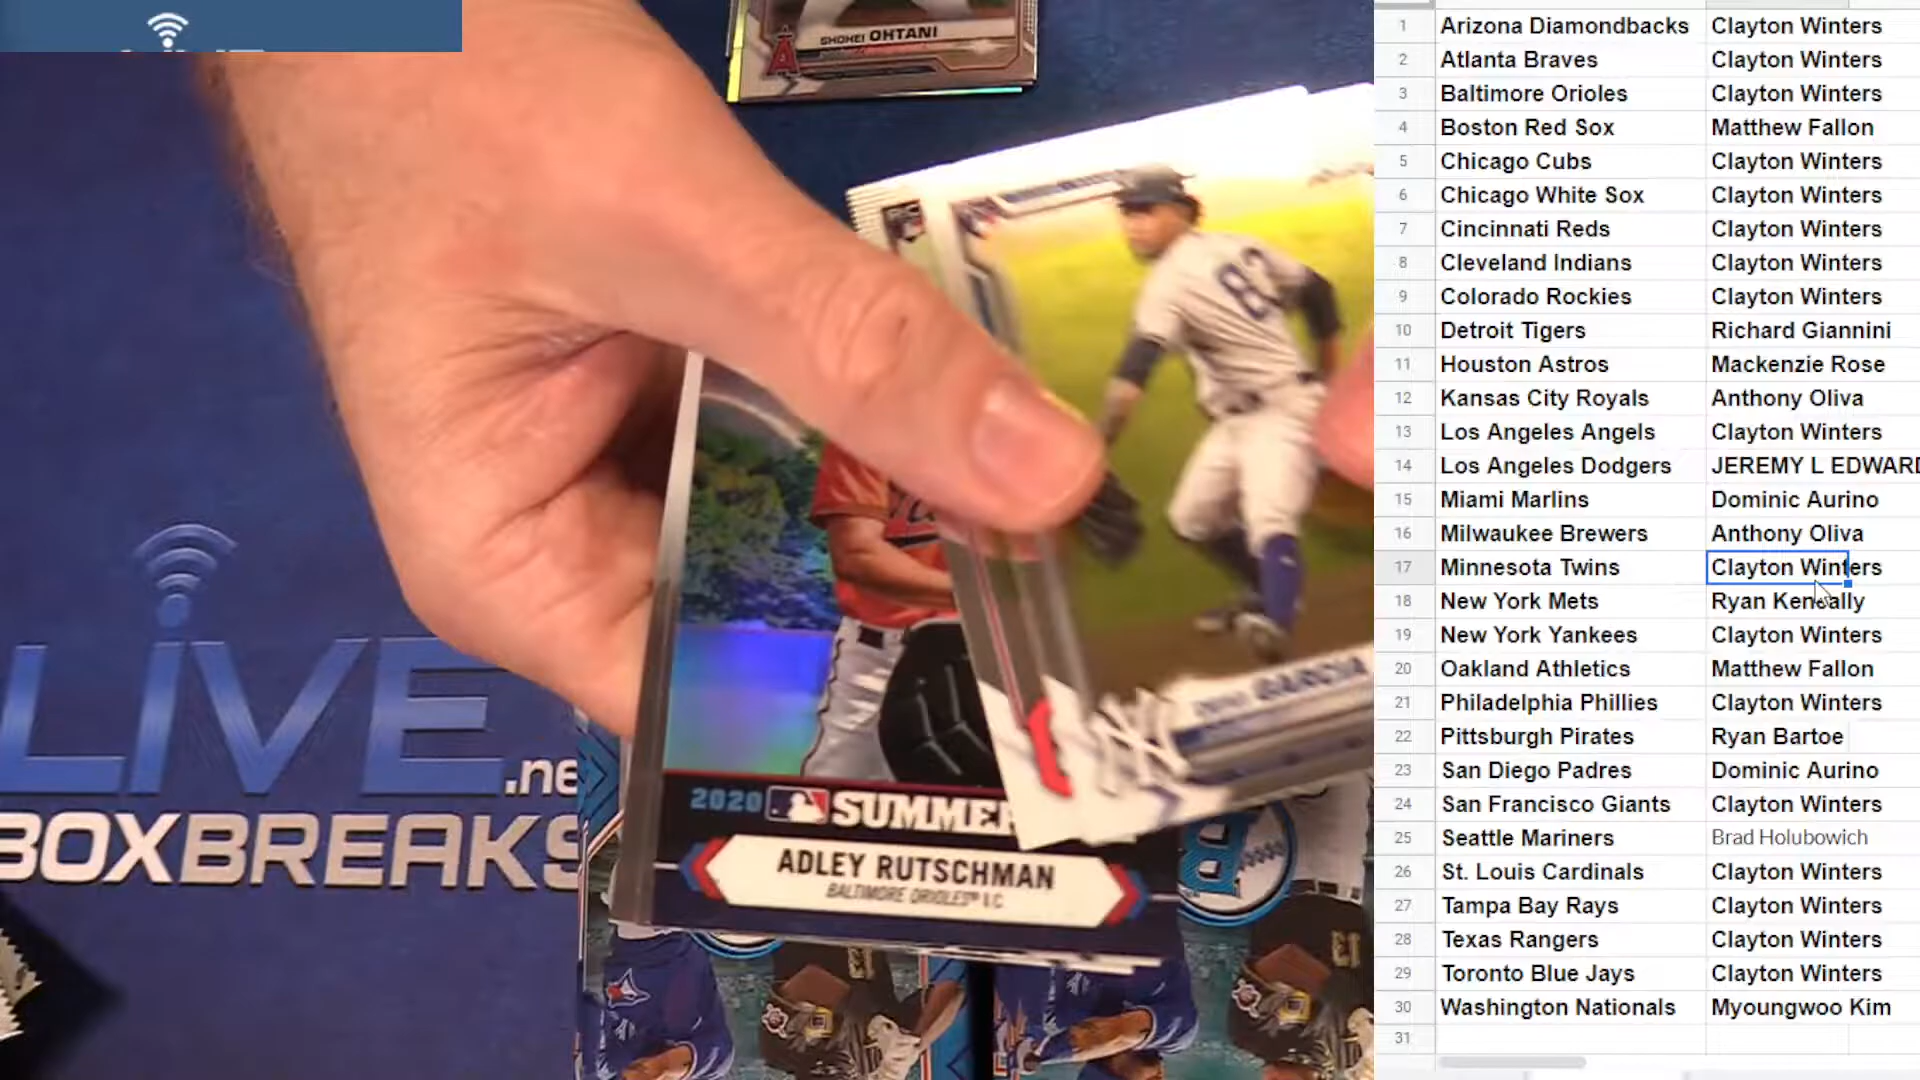 SHOHEI OHTANI
A
RC
83
GARCIA
LiVE.ne
BOXBREAKS
2020 SUMMER
ADLEY RUTSCHMAN
BALTIMORE ORIOLES® | C
1 Arizona Diamondbacks Clayton Winters
2 Atlanta Braves Clayton Winters
3 Baltimore Orioles Clayton Winters
4 Boston Red Sox Matthew Fallon
5 Chicago Cubs Clayton Winters
6 Chicago White Sox Clayton Winters
7 Cincinnati Reds Clayton Winters
8 Cleveland Indians Clayton Winters
9 Colorado Rockies Clayton Winters
10 Detroit Tigers Richard Giannini
11 Houston Astros Mackenzie Rose
12 Kansas City Royals Anthony Oliva
13 Los Angeles Angels Clayton Winters
14 Los Angeles Dodgers JEREMY L EDWARD
15 Miami Marlins Dominic Aurino
16 Milwaukee Brewers Anthony Oliva
17 Minnesota Twins Clayton Winters
18 New York Mets Ryan Kennally
19 New York Yankees Clayton Winters
20 Oakland Athletics Matthew Fallon
21 Philadelphia Phillies Clayton Winters
22 Pittsburgh Pirates Ryan Bartoe
23 San Diego Padres Dominic Aurino
24 San Francisco Giants Clayton Winters
25 Seattle Mariners Brad Holubowich
26 St. Louis Cardinals Clayton Winters
27 Tampa Bay Rays Clayton Winters
28 Texas Rangers Clayton Winters
29 Toronto Blue Jays Clayton Winters
30 Washington Nationals Myoungwoo Kim
31